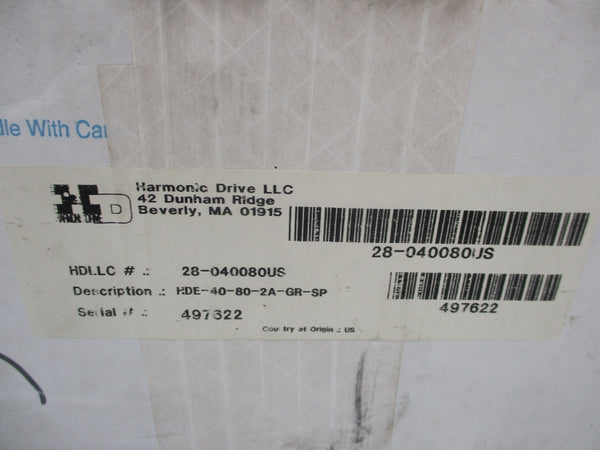 dle With Ca
Harmonic Drive LLC
42 Dunham Ridge
Beverly, MA 01915
D
28-040080US
HDLLC # .: 28-040080US
Description .: HDE-40-80-2A-GR-SP
497622
Serial # .: 497622
Country of Origin .: US